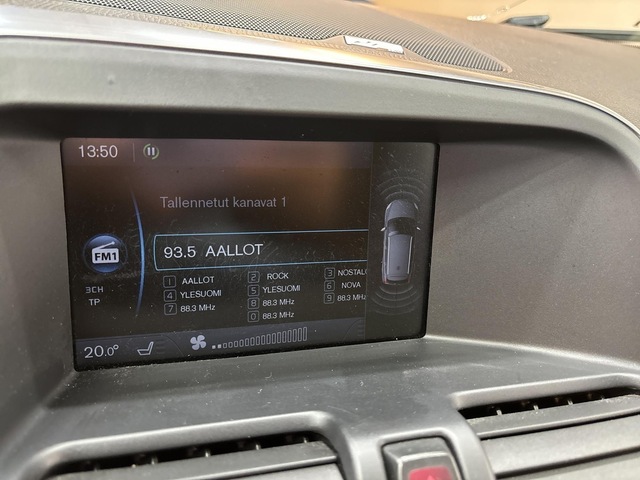 13:50
Tallennetut kanavat 1
93.5 AALLOT
FM1
3CH
TP
1 AALLOT 2 ROCK 3 NOSTAL
4 YLESUOMI 5 YLESUOMI 6 NOVA
7 88.3 MHz 8 88.3 MHz 9 88.3 MHz
0 88.3 MHz
20.0°